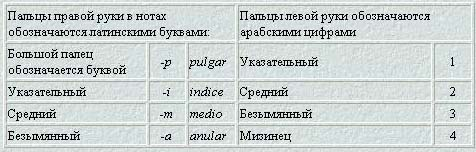 Пальцы правой руки в нотах
обозначаются латинскими буквами:
Пальцы левой руки обозначаются
арабскими цифрами
Большой палец
обозначается буквой
-p pulgar Указательный 1
Указательный -i indice Средний 2
Средний -m medio Безымянный 3
Безымянный -a anular Мизинец 4